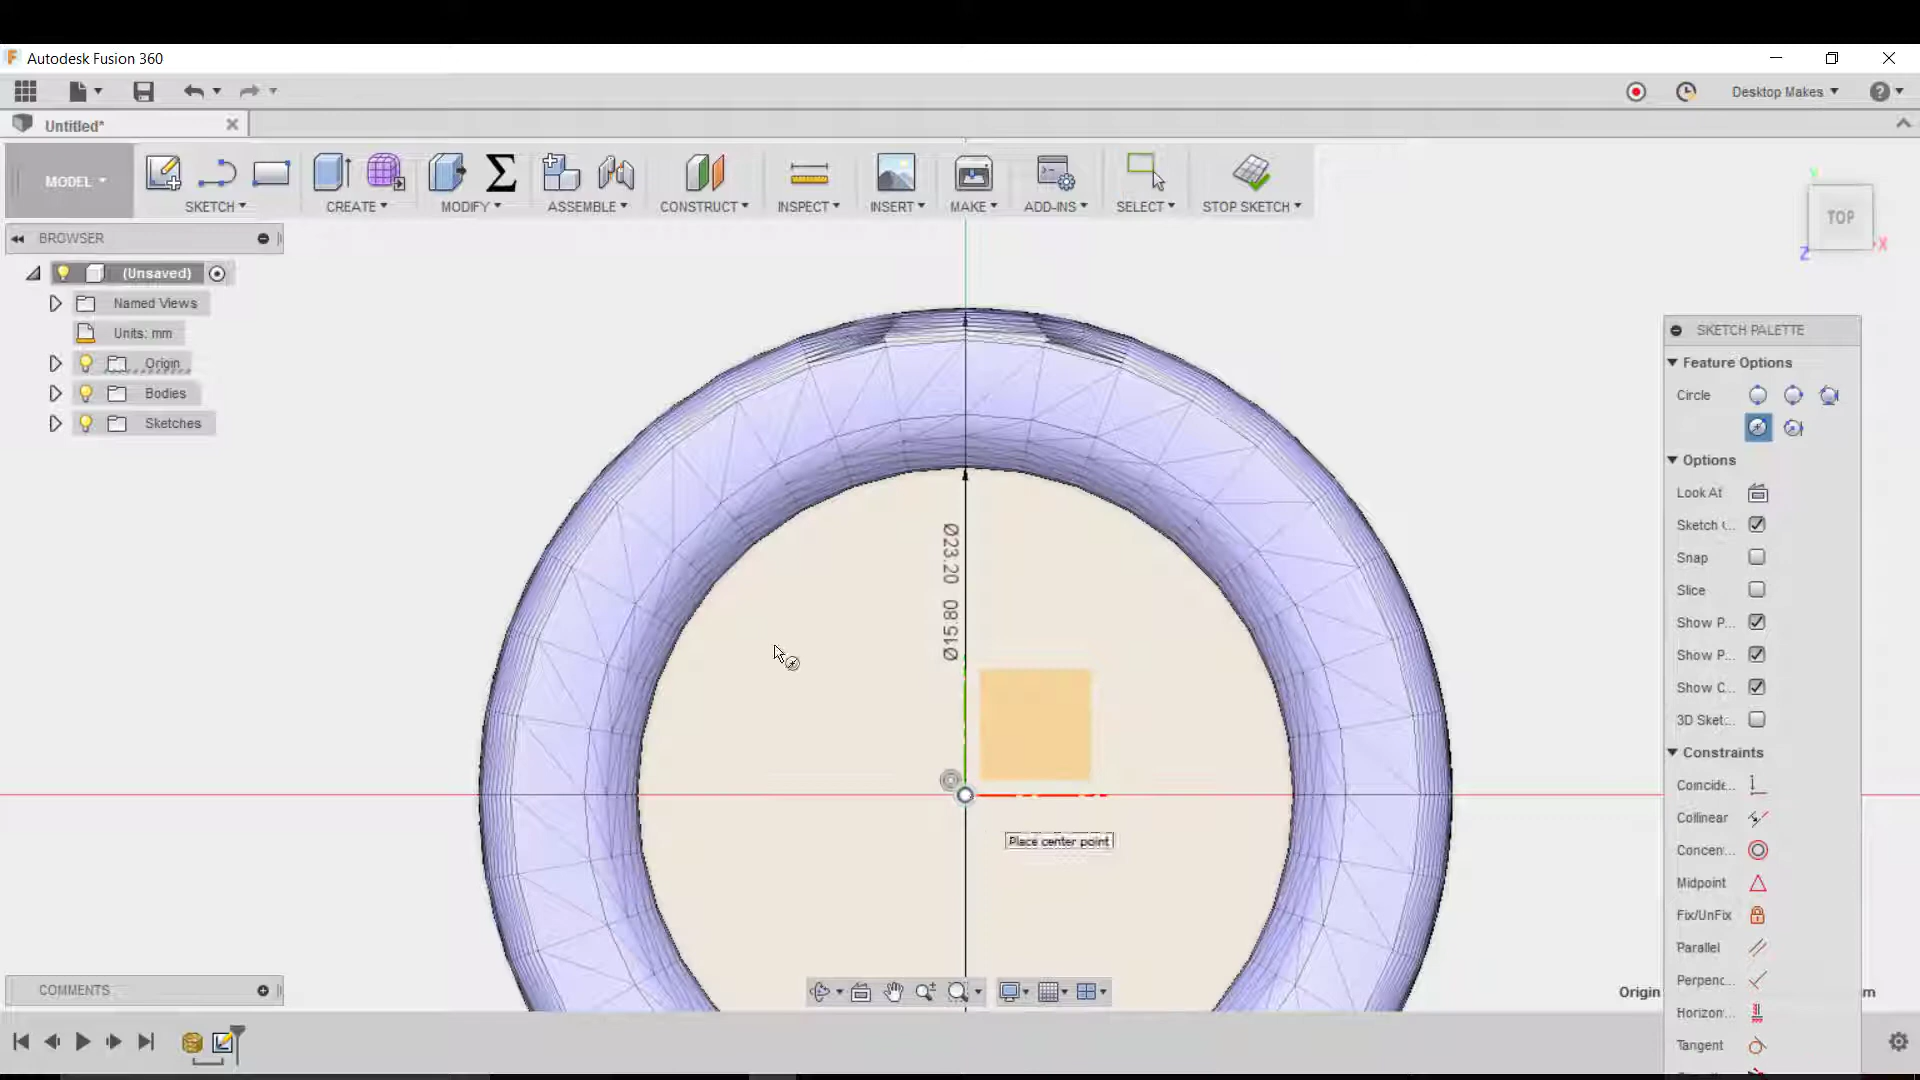 Autodesk Fusion 360
Desktop Makes
Untitled*
MODEL
SKETCH
CREATE
MODIFY
ASSEMBLE
CONSTRUCT
INSPECT
INSERT
MAKE
ADD-INS
SELECT
STOP SKETCH
Y
TOP
X
Z
BROWSER
(Unsaved)
Named Views
Units: mm
Origin
Bodies
Sketches
Ø23.20
Ø15.80
Place center point
SKETCH PALETTE
Feature Options
Circle
Options
Look At
Sketch (...
Snap
Slice
Show P...
Show P...
Show C...
3D Sket...
Constraints
Coincide...
Collinear
Concen...
Midpoint
Fix/UnFix
Parallel
Perpenc...
Horizon...
Tangent
COMMENTS
Origin
m